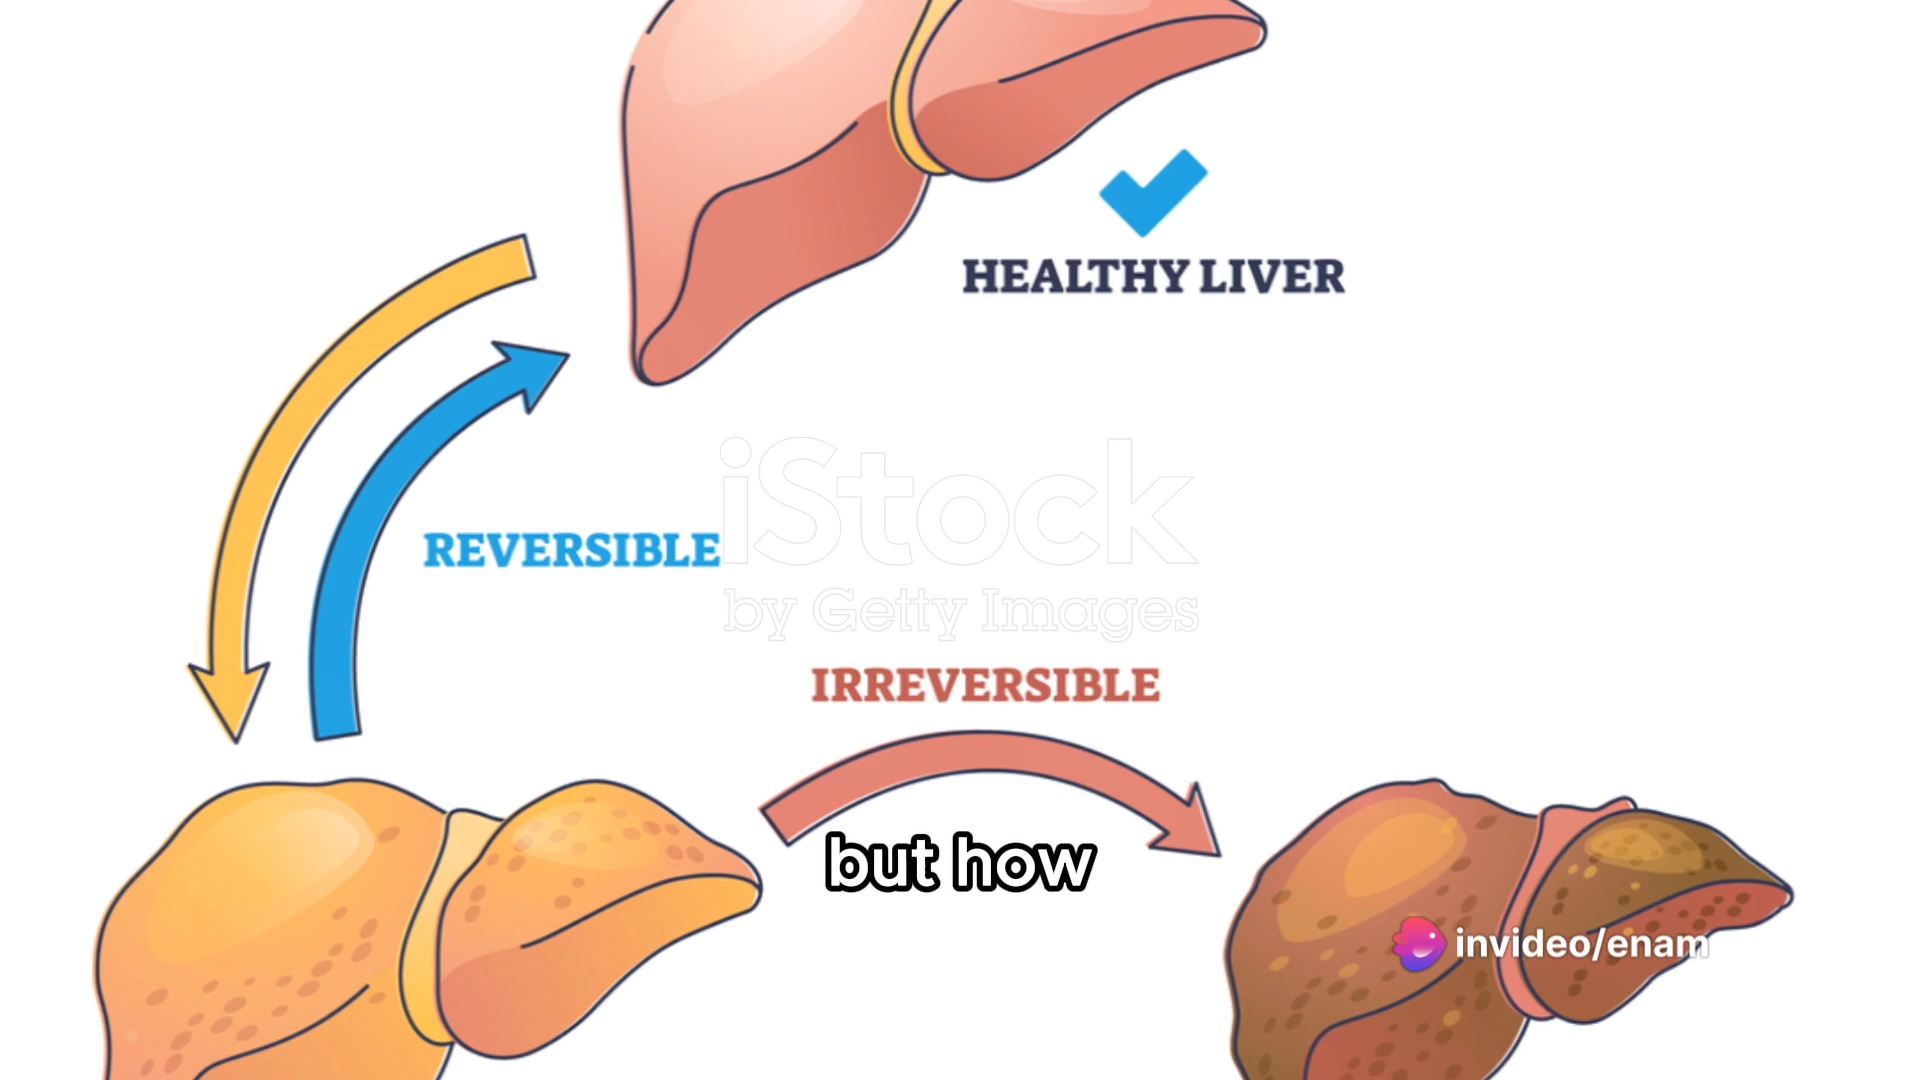 HEALTHY LIVER
iStock
by Getty Images
REVERSIBLE
IRREVERSIBLE
but how
invideo/enam